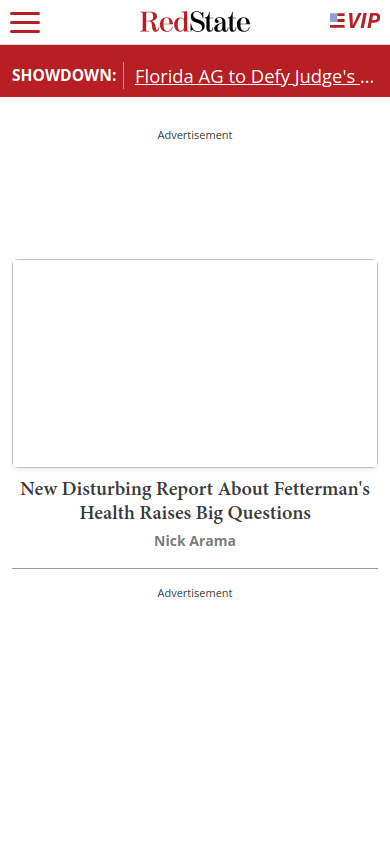 RedState
VIP
SHOWDOWN: Florida AG to Defy Judge's ...
Advertisement
New Disturbing Report About Fetterman's
Health Raises Big Questions
Nick Arama
Advertisement